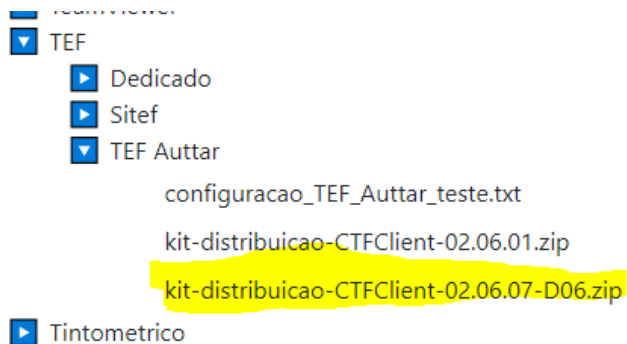 TeamViewer
TEF
Dedicado
Sitef
TEF Auttar
configuracao_TEF_Auttar_teste.txt
kit-distribuicao-CTFClient-02.06.01.zip
kit-distribuicao-CTFClient-02.06.07-D06.zip
Tintometrico